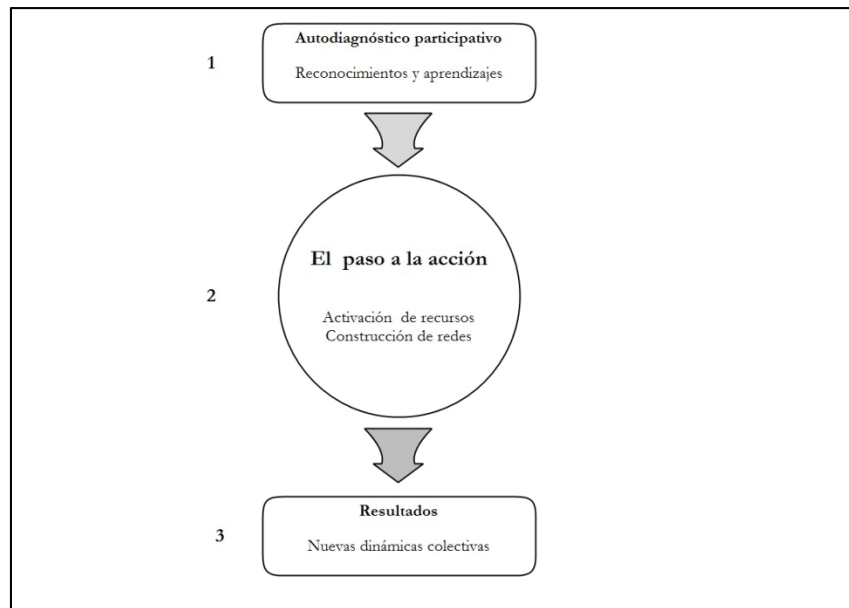 Autodiagnóstico participativo
1
Reconocimientos y aprendizajes
El paso a la acción
2
Activación de recursos
Construcción de redes
Resultados
3
Nuevas dinámicas colectivas